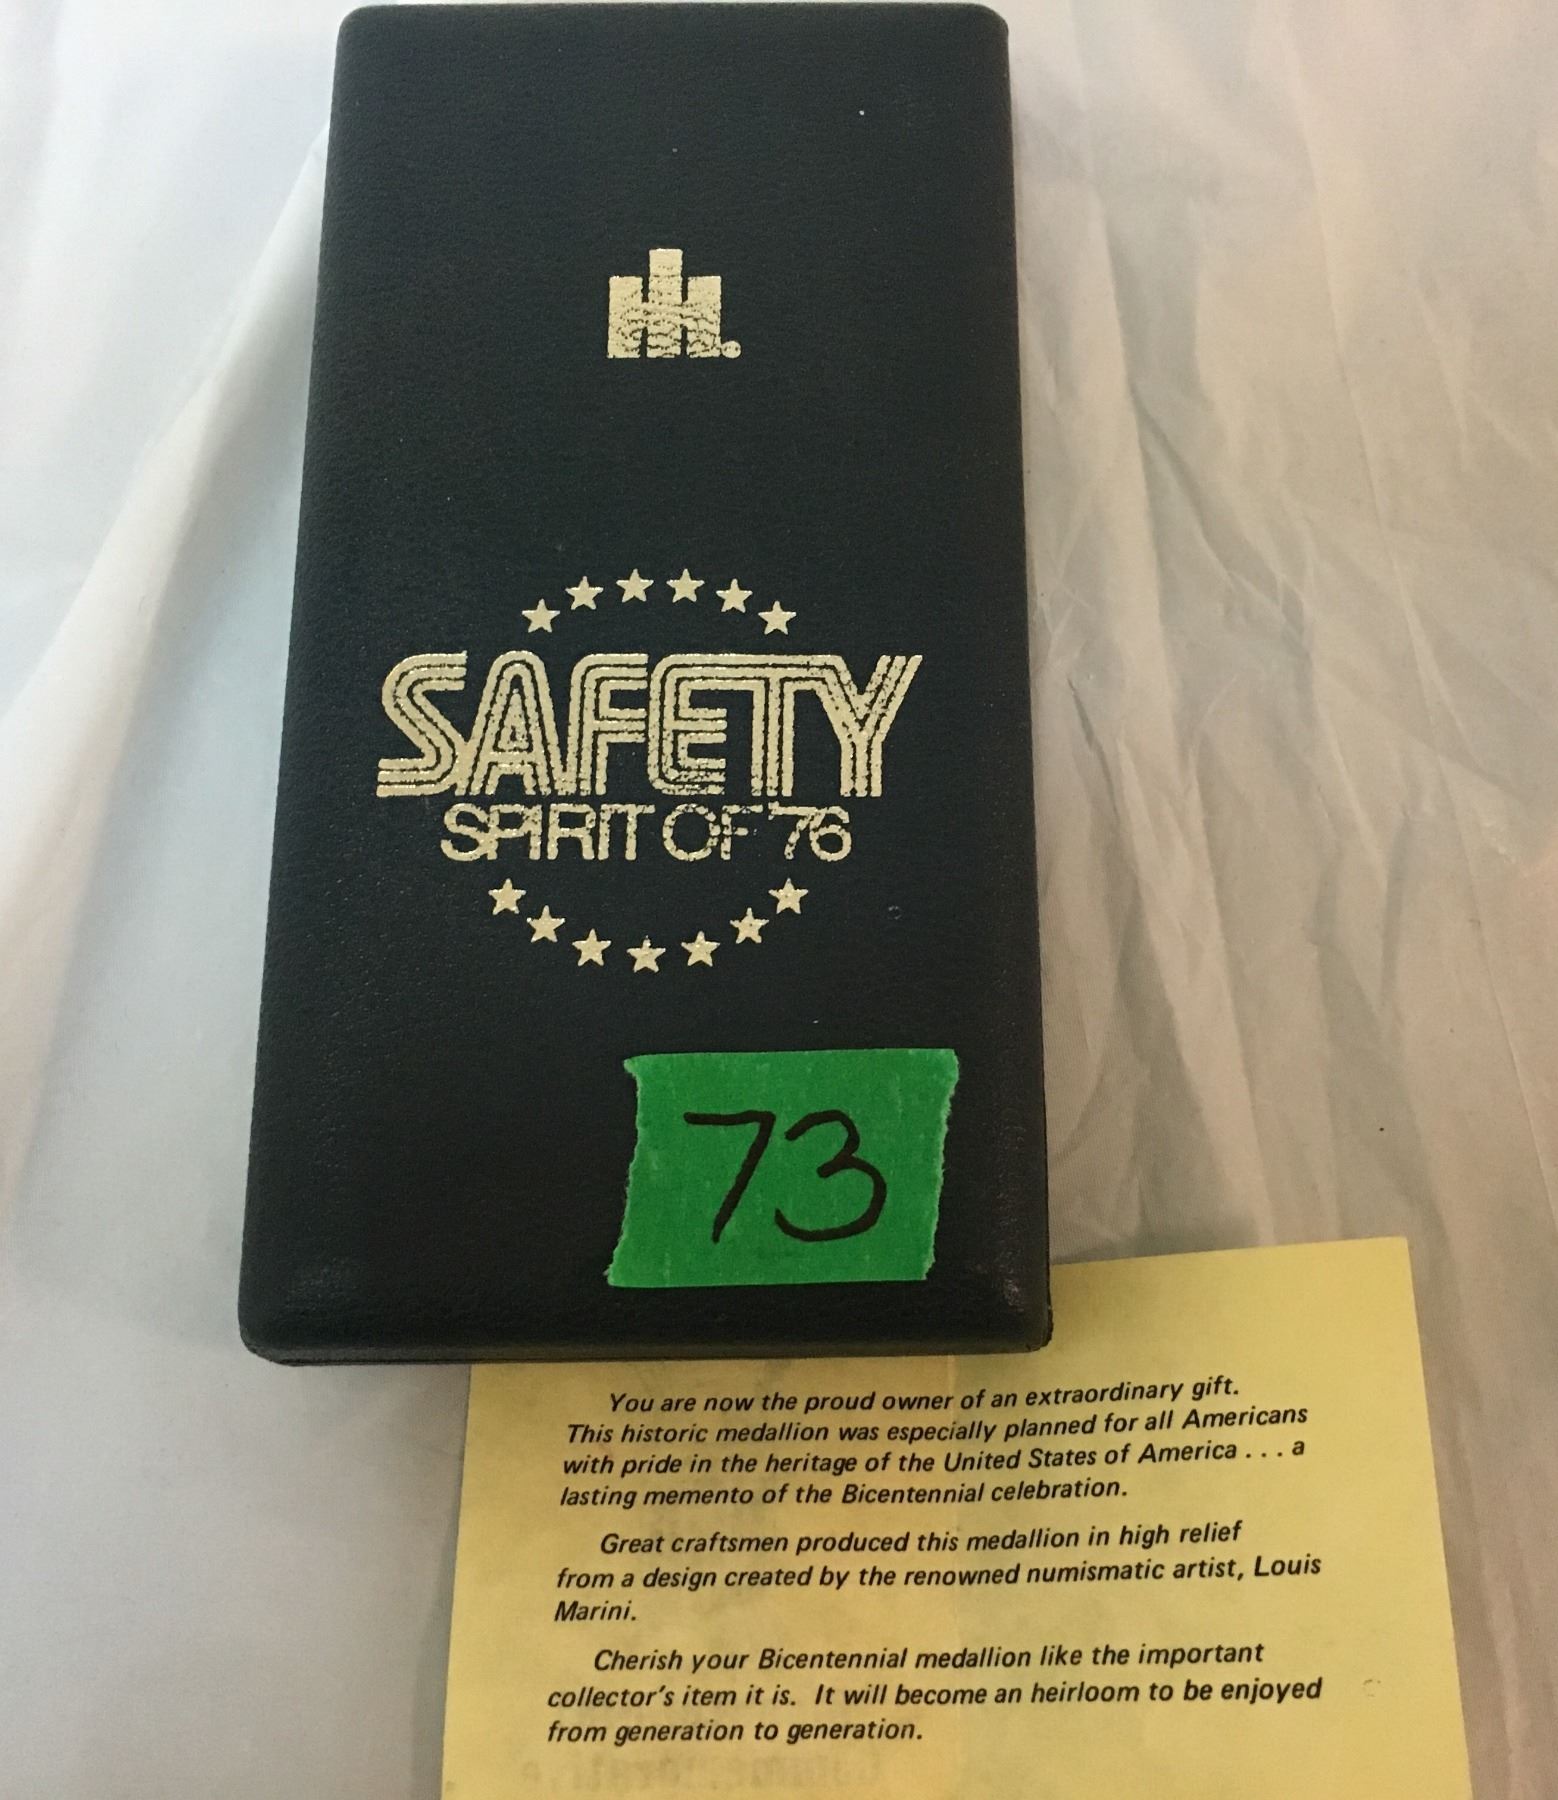 IH.
SAFETY
SPIRIT OF '76
73
You are now the proud owner of an extraordinary gift.
This historic medallion was especially planned for all Americans
with pride in the heritage of the United States of America . . . a
lasting memento of the Bicentennial celebration.
Great craftsmen produced this medallion in high relief
from a design created by the renowned numismatic artist, Louis
Marini.
Cherish your Bicentennial medallion like the important
collector's item it is. It will become an heirloom to be enjoyed
from generation to generation.